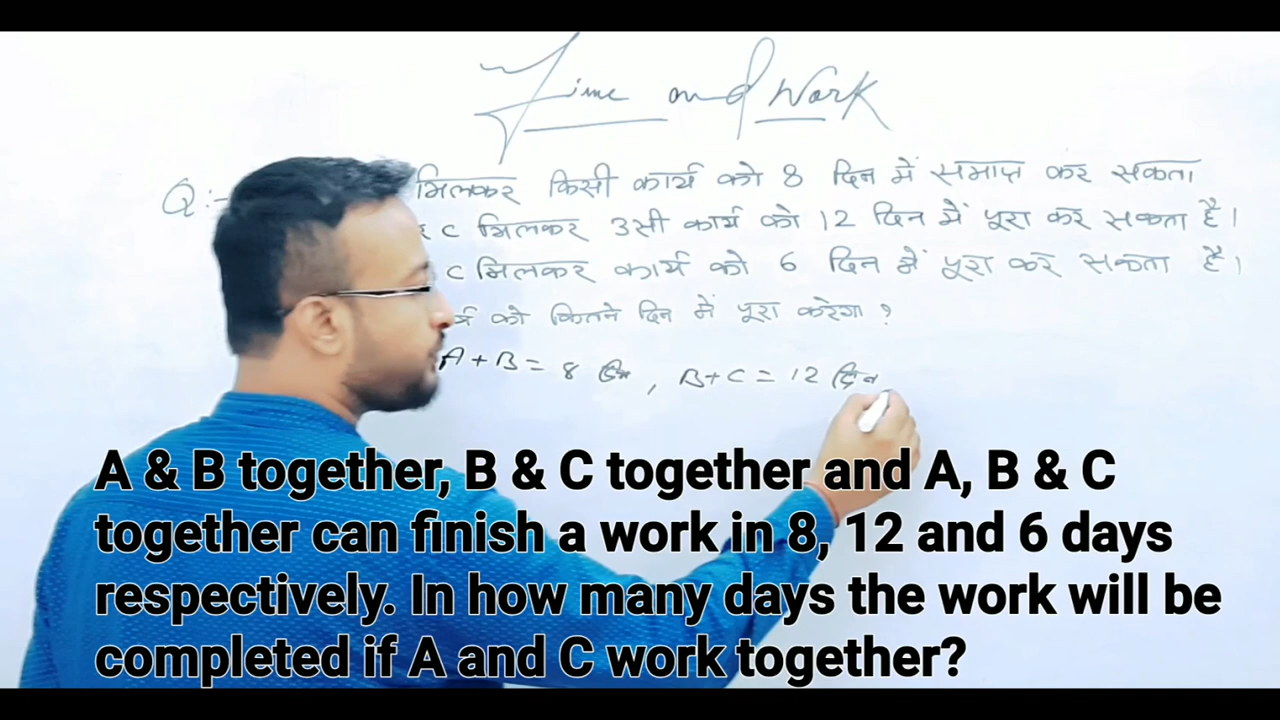 Time and Work
Q:- मिलकर किसी कार्य को 8 दिन में समाप्त कर सकता
C मिलकर उसी कार्य को 12 दिन में पूरा कर सकता है।
C मिलकर कार्य को 6 दिन में पूरा कर सकता है।
को कितने दिन में पूरा करेगा ?
A + B = 8 दिन , B + C = 12 दिन
A & B together, B & C together and A, B & C
together can finish a work in 8, 12 and 6 days
respectively. In how many days the work will be
completed if A and C work together?